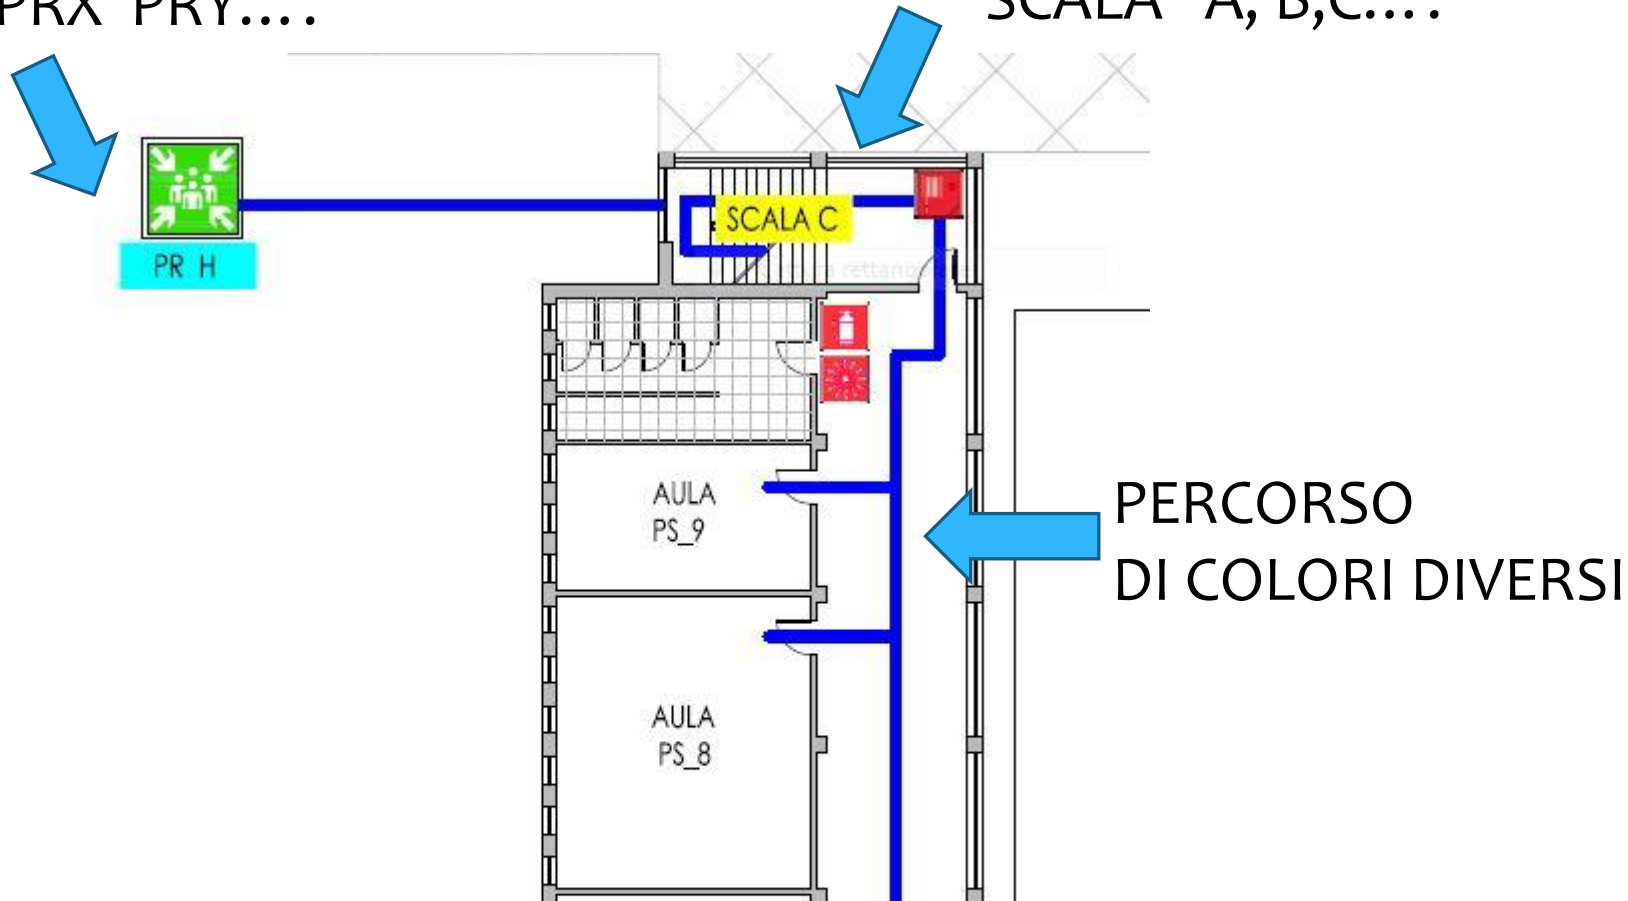 PRX PRY....
SCALA A, B,C....
PR H
SCALA C
AULA
PS_9
PERCORSO
DI COLORI DIVERSI
AULA
PS_8